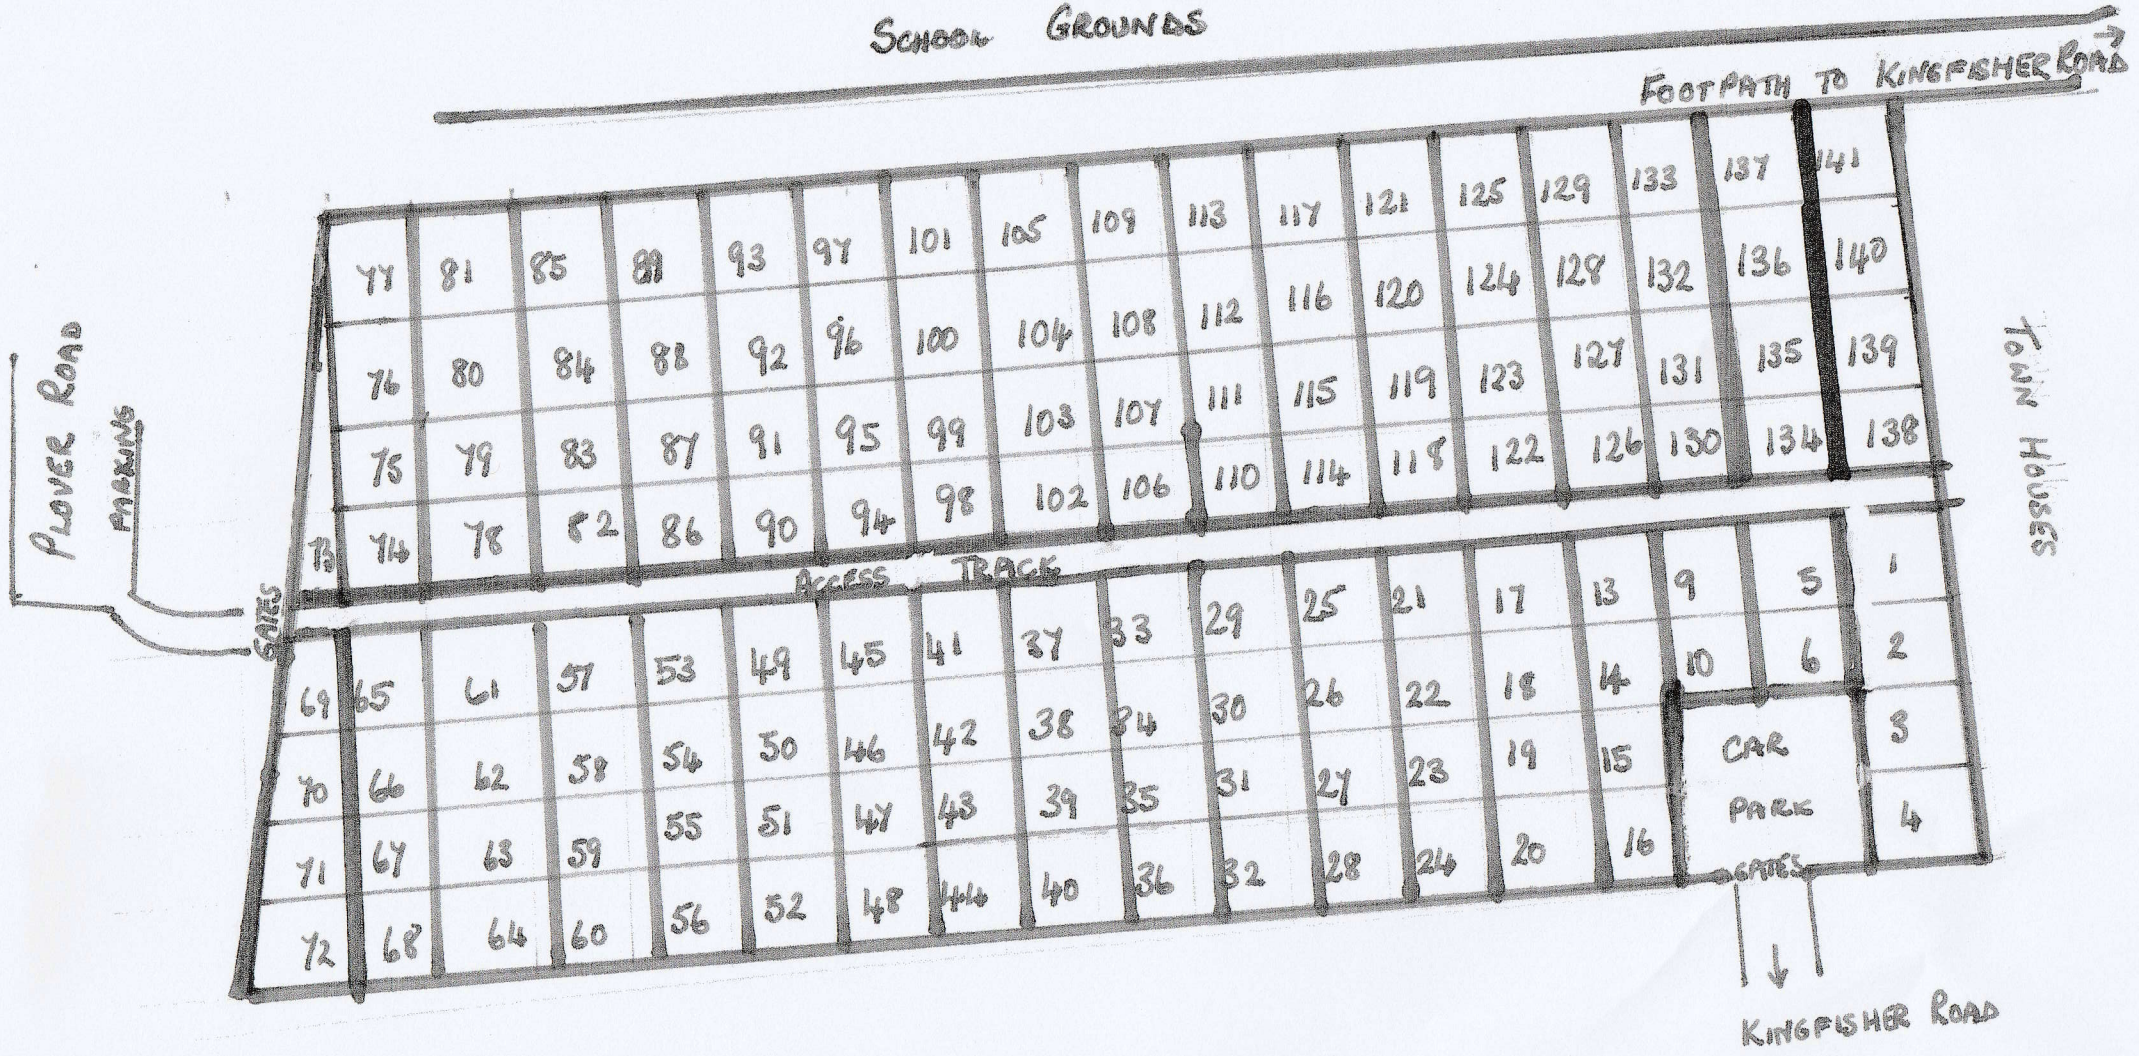 SCHOOL GROUNDS
FOOTPATH TO KINGFISHER ROAD
77 81 85 89 93 97 101 105 109 113 117 121 125 129 133 137 141
76 80 84 88 92 96 100 104 108 112 116 120 124 128 132 136 140
75 79 83 87 91 95 99 103 107 111 115 119 123 127 131 135 139
73 74 78 82 86 90 94 98 102 106 110 114 118 122 126 130 134 138
PLOVER ROAD
PARKING
GATES
ACCESS TRACK
TOWN HOUSES
69 65 61 57 53 49 45 41 37 33 29 25 21 17 13 9 5 1
70 66 62 58 54 50 46 42 38 34 30 26 22 18 14 10 6 2
71 67 63 59 55 51 47 43 39 35 31 27 23 19 15 3
72 68 64 60 56 52 48 44 40 36 32 28 24 20 16 4
CAR
PARK
GATES
KINGFISHER ROAD